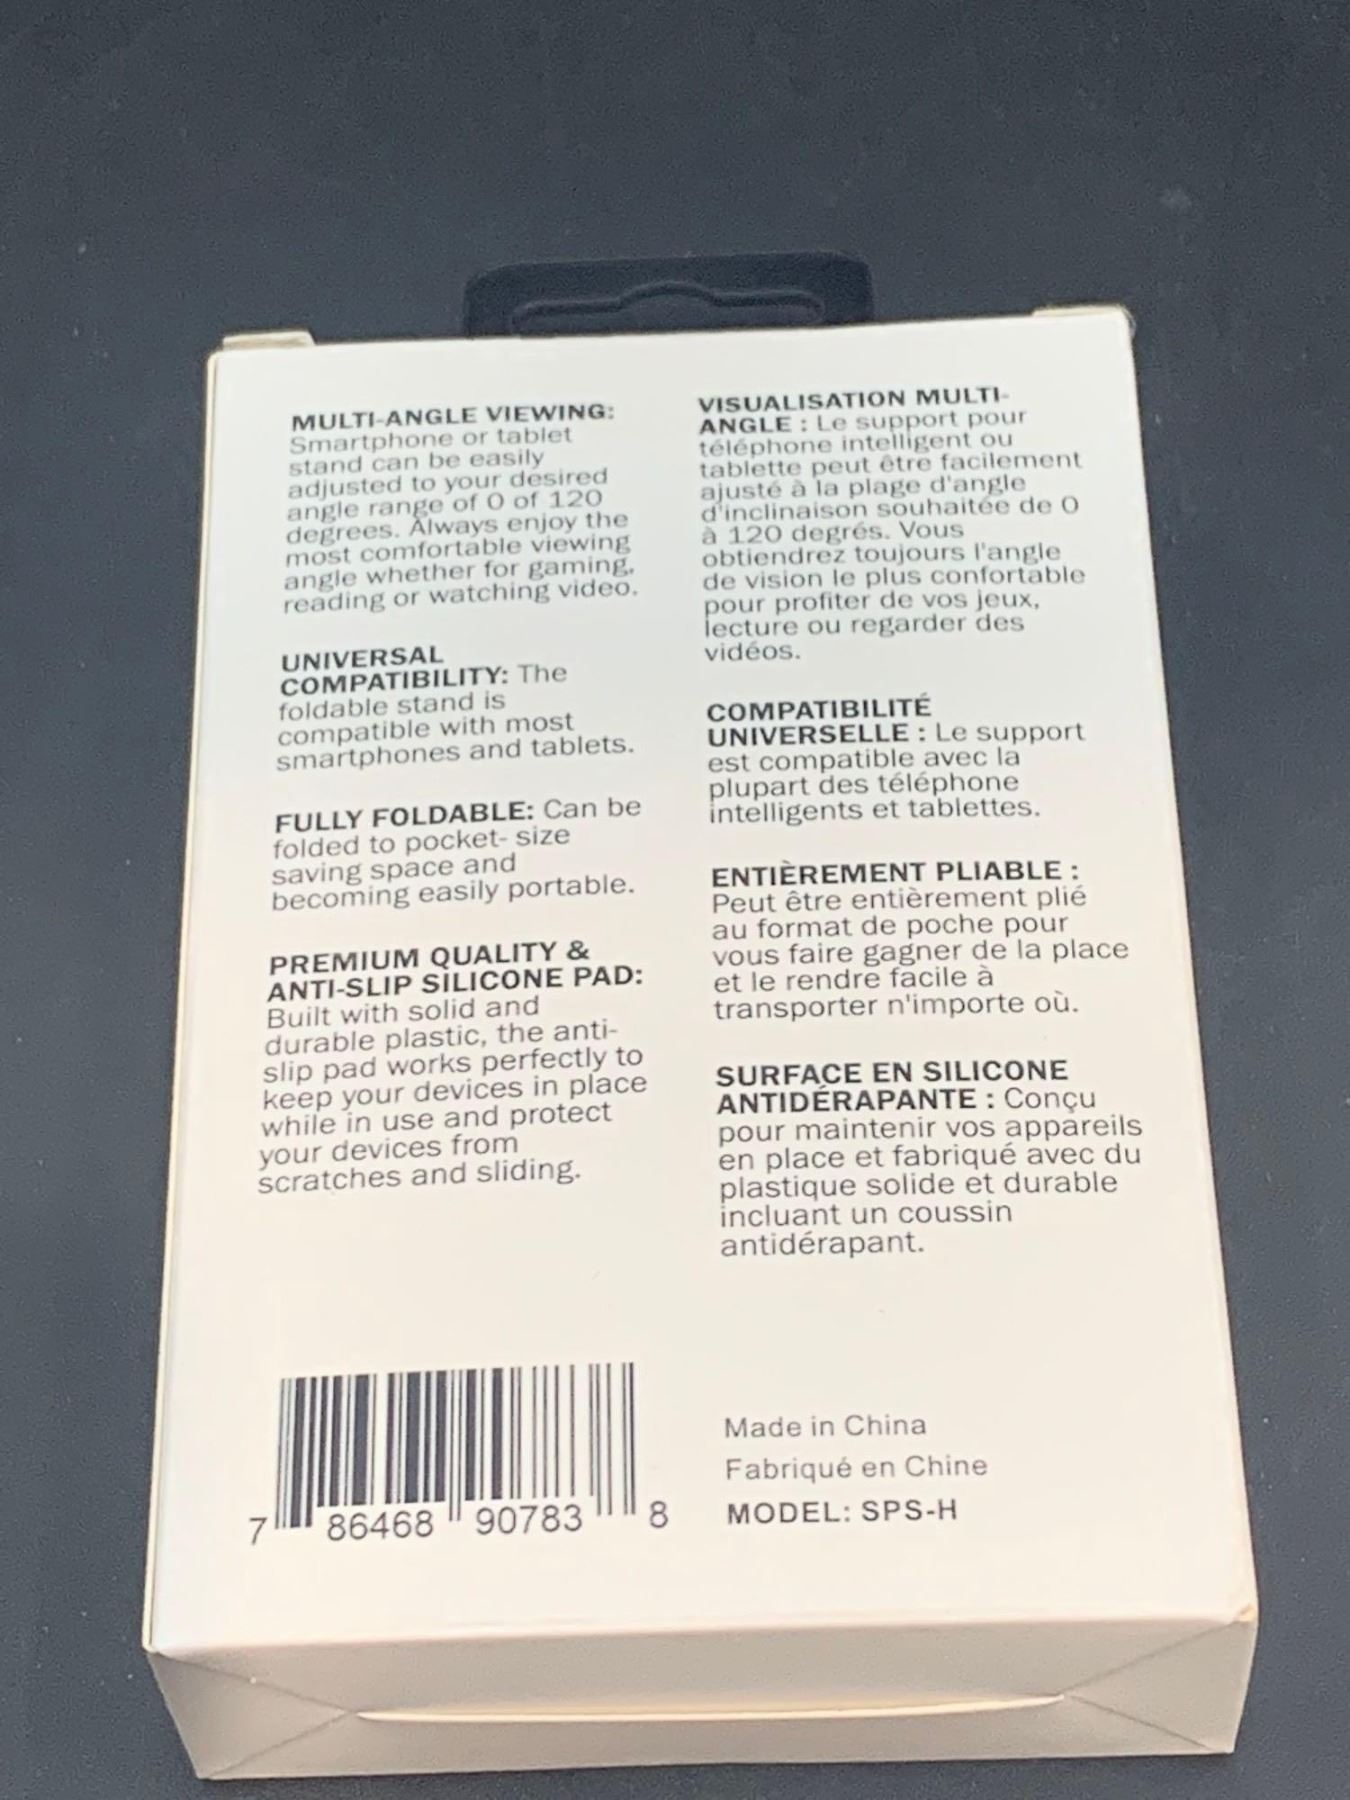 MULTI-ANGLE VIEWING:
Smartphone or tablet
stand can be easily
adjusted to your desired
angle range of 0 of 120
degrees. Always enjoy the
most comfortable viewing
angle whether for gaming,
reading or watching video.
UNIVERSAL
COMPATIBILITY: The
foldable stand is
compatible with most
smartphones and tablets.
FULLY FOLDABLE: Can be
folded to pocket- size
saving space and
becoming easily portable.
PREMIUM QUALITY &
ANTI-SLIP SILICONE PAD:
Built with solid and
durable plastic, the anti-
slip pad works perfectly to
keep your devices in place
while in use and protect
your devices from
scratches and sliding.
VISUALISATION MULTI-
ANGLE : Le support pour
téléphone intelligent ou
tablette peut être facilement
ajusté à la plage d'angle
d'inclinaison souhaitée de 0
à 120 degrés. Vous
obtiendrez toujours l'angle
de vision le plus confortable
pour profiter de vos jeux,
lecture ou regarder des
vidéos.
COMPATIBILITÉ
UNIVERSELLE : Le support
est compatible avec la
plupart des téléphone
intelligents et tablettes.
ENTIÈREMENT PLIABLE :
Peut être entièrement plié
au format de poche pour
vous faire gagner de la place
et le rendre facile à
transporter n'importe où.
SURFACE EN SILICONE
ANTIDÉRAPANTE : Conçu
pour maintenir vos appareils
en place et fabriqué avec du
plastique solide et durable
incluant un coussin
antidérapant.
7 86468 90783 8
Made in China
Fabriqué en Chine
MODEL: SPS-H